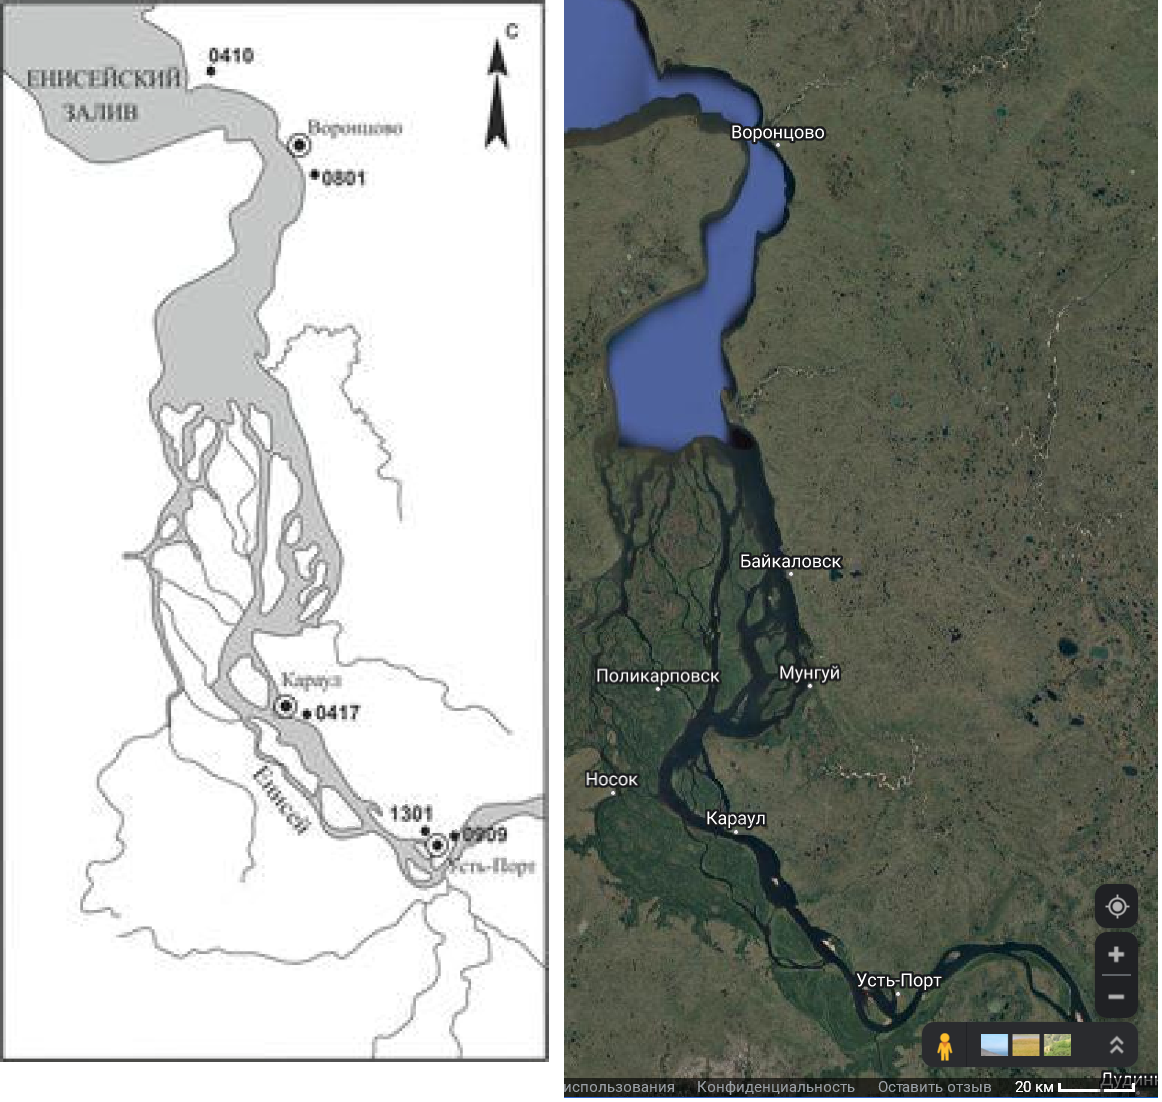 С
0410
ЕНИСЕЙСКИЙ
ЗАЛИВ
Воронцово
0801
Караул
0417
Енисей
1301
0909
Усть-Порт
Воронцово
Байкаловск
Поликарповск
Мунгуй
Носок
Караул
Усть-Порт
использования
Конфиденциальность
Оставить отзыв
20 км